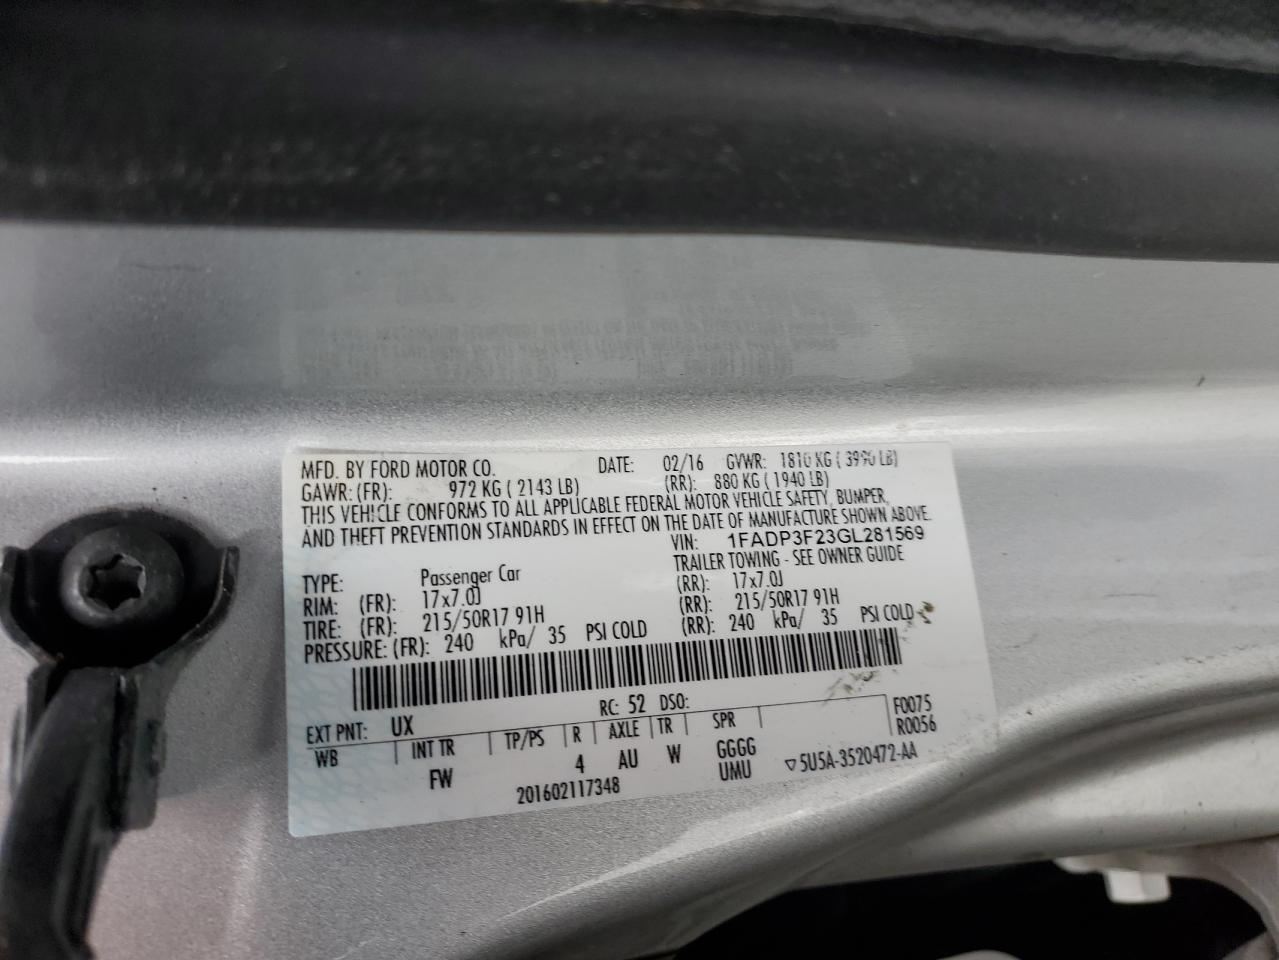 MFD. BY FORD MOTOR CO. DATE: 02/16 GVWR: 1810 KG ( 3990 LB)
GAWR: (FR): 972 KG ( 2143 LB) (RR): 880 KG ( 1940 LB)
THIS VEHICLE CONFORMS TO ALL APPLICABLE FEDERAL MOTOR VEHICLE SAFETY, BUMPER,
AND THEFT PREVENTION STANDARDS IN EFFECT ON THE DATE OF MANUFACTURE SHOWN ABOVE.
VIN: 1FADP3F23GL281569
TYPE: Passenger Car TRAILER TOWING - SEE OWNER GUIDE
RIM: (FR): 17x7.0J (RR): 17x7.0J
TIRE: (FR): 215/50R17 91H (RR): 215/50R17 91H
PRESSURE: (FR): 240 kPa/ 35 PSI COLD (RR): 240 kPa/ 35 PSI COLD
EXT PNT: UX RC: 52 DSO: F0075
WB INT TR TP/PS R AXLE TR SPR R0056
FW 4 AU W GGGG
UMU ▽5U5A-3520472-AA
201602117348